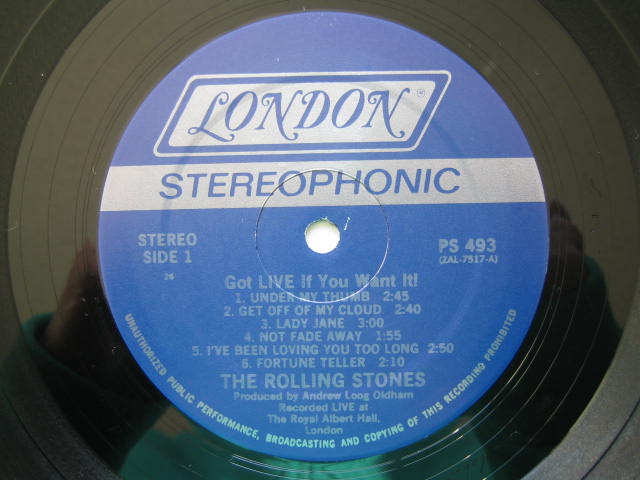 LONDON ®
STEREOPHONIC
STEREO
SIDE 1
PS 493
(ZAL-7517-A)
26
Got LIVE If You Want It!
1. UNDER MY THUMB 2:45
2. GET OFF OF MY CLOUD 2:40
3. LADY JANE 3:00
4. NOT FADE AWAY 1:55
5. I'VE BEEN LOVING YOU TOO LONG 2:50
6. FORTUNE TELLER 2:10
THE ROLLING STONES
Produced by Andrew Loog Oldham
Recorded LIVE at
The Royal Albert Hall,
London
UNAUTHORIZED PUBLIC PERFORMANCE, BROADCASTING AND COPYING OF THIS RECORDING PROHIBITED